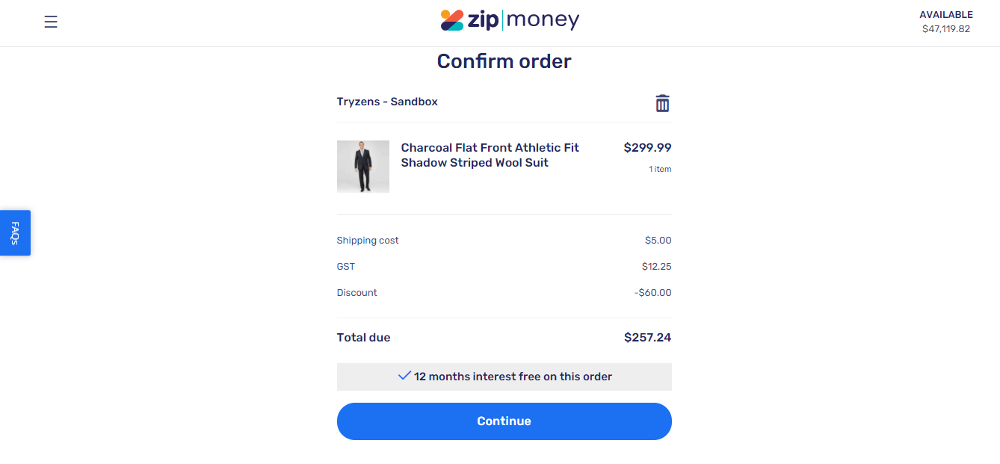 zip money
AVAILABLE
$47,119.82
Confirm order
Tryzens - Sandbox
Charcoal Flat Front Athletic Fit
Shadow Striped Wool Suit
$299.99
1 item
FAQs
Shipping cost $5.00
GST $12.25
Discount -$60.00
Total due $257.24
12 months interest free on this order
Continue